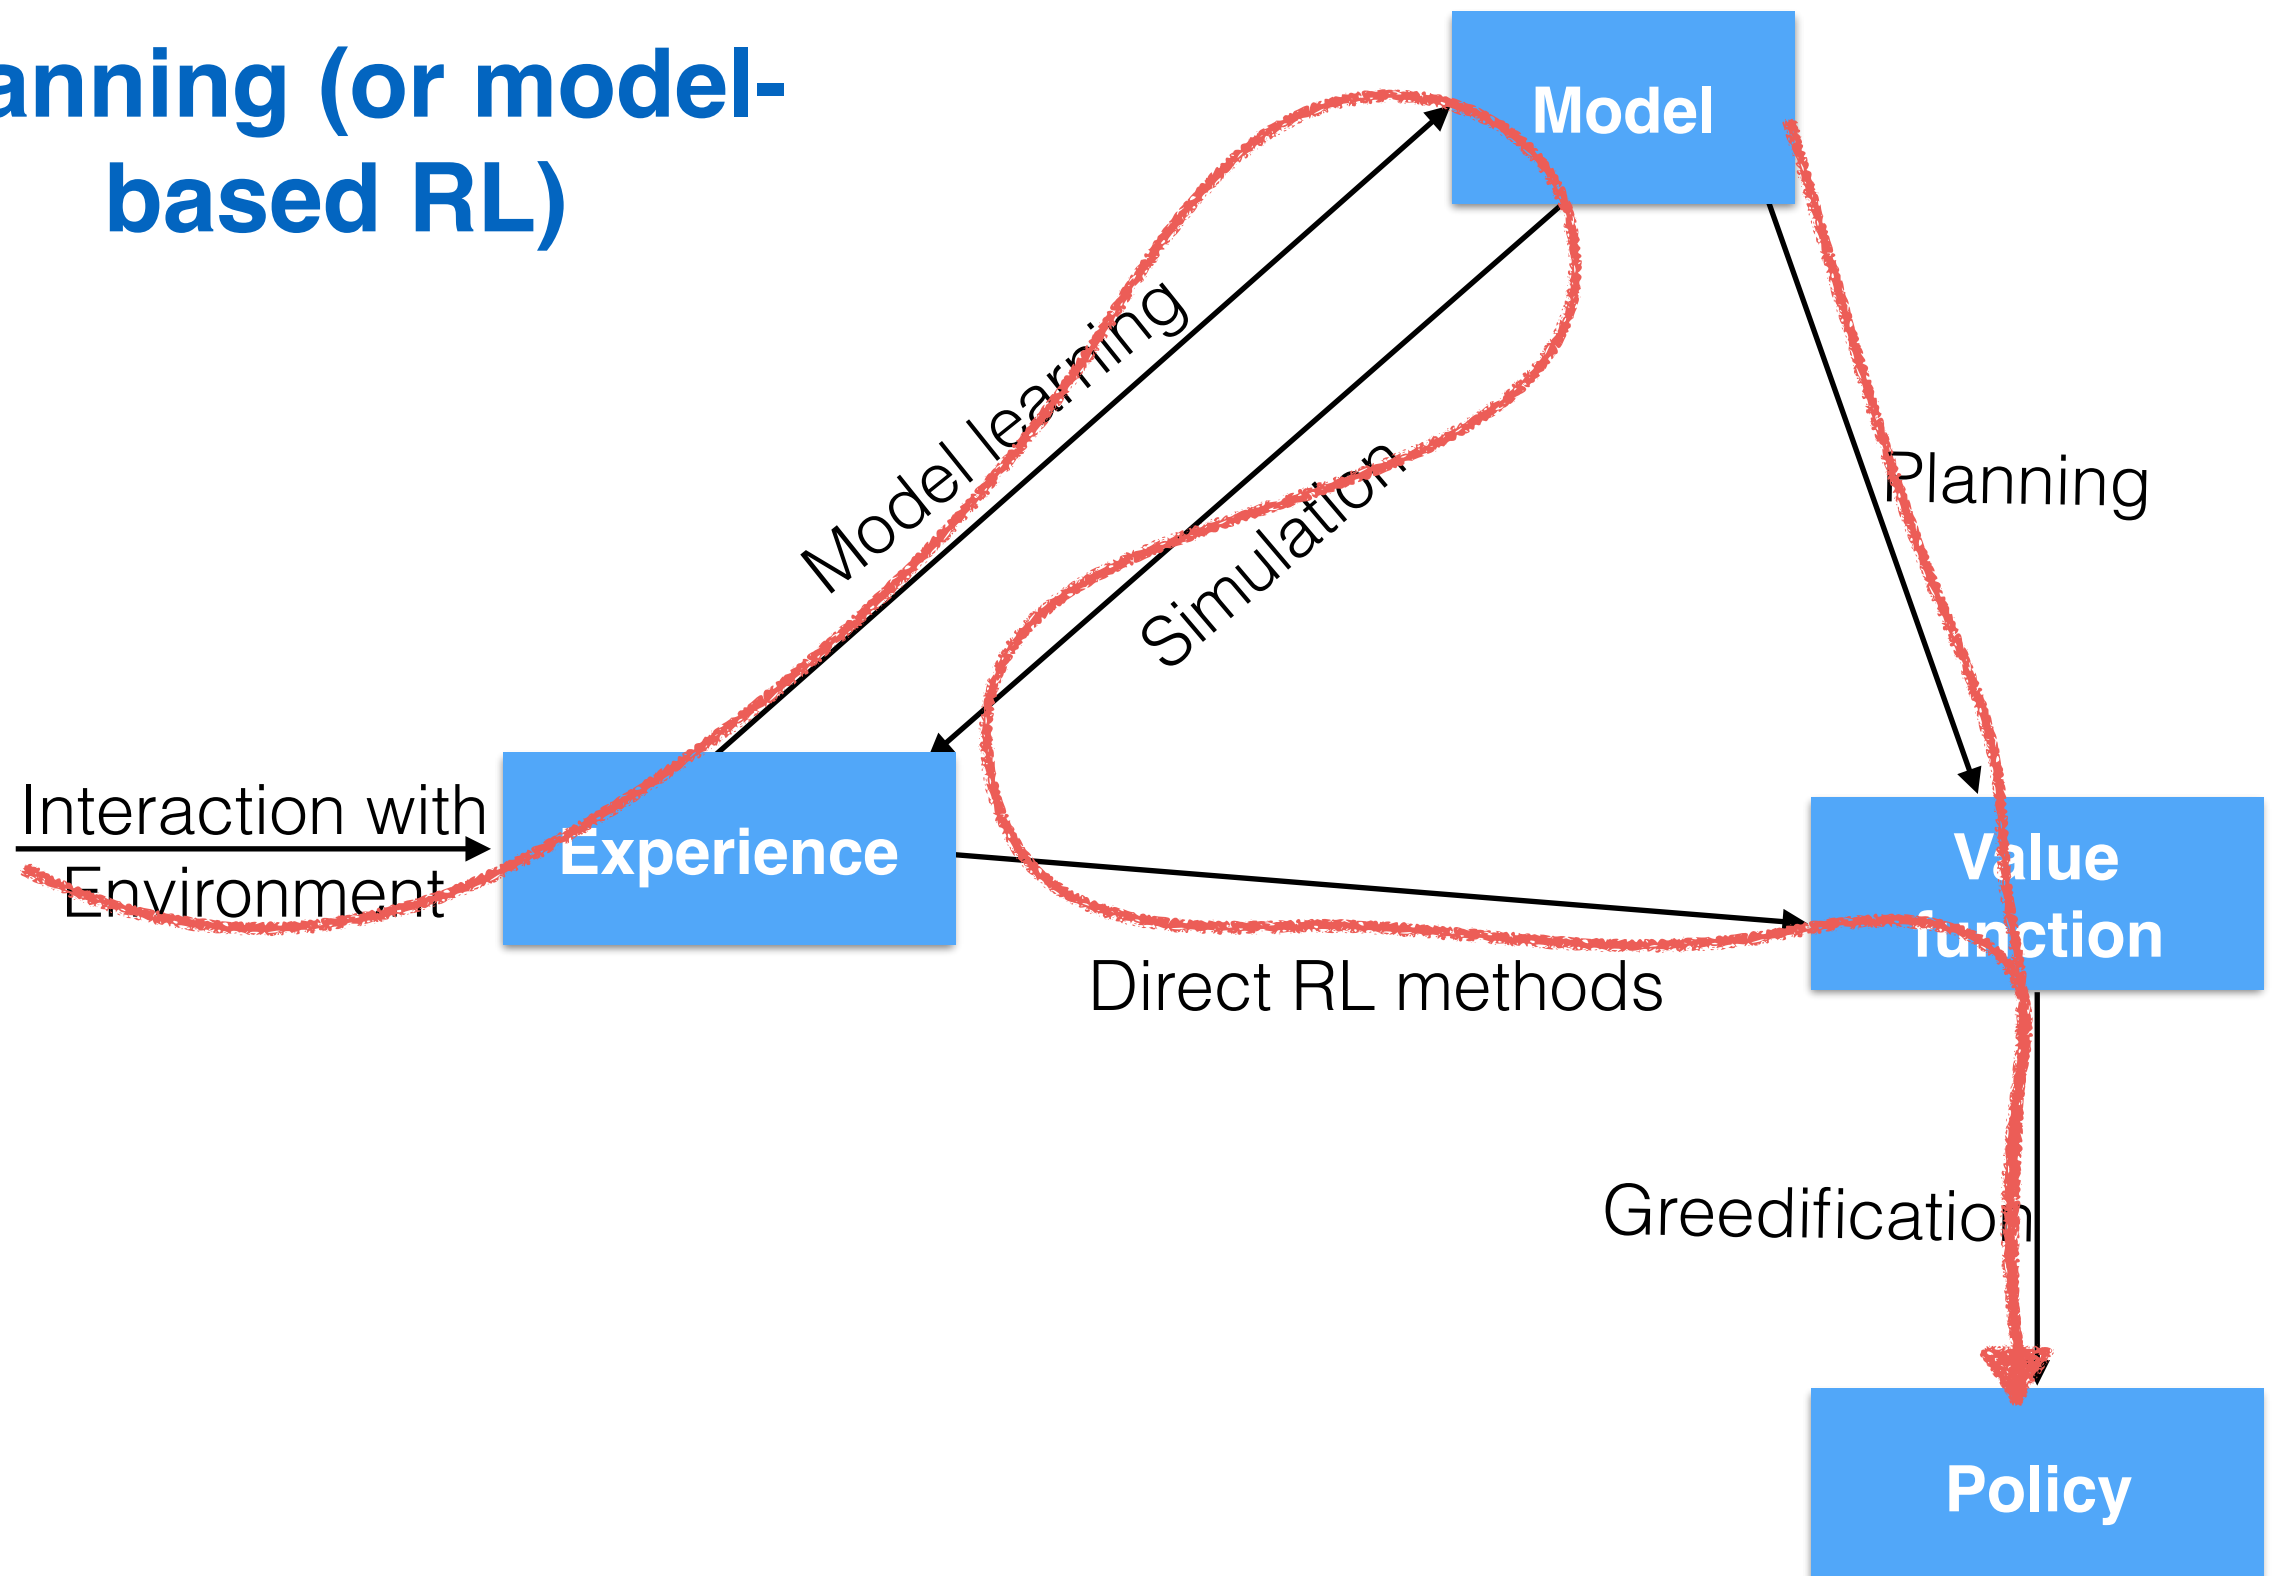 anning (or model-
based RL)
Model
Model learning
Simulation
Planning
Interaction with
Environment
Experience
Value
function
Direct RL methods
Greedification
Policy